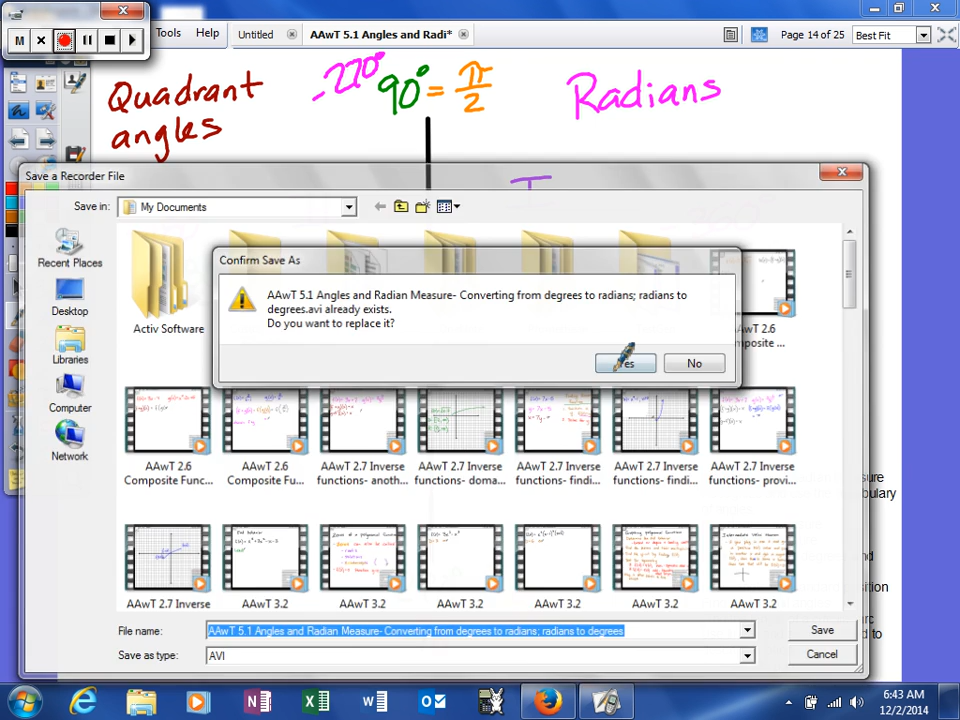 Tools Help Untitled AAwT 5.1 Angles and Radi* Page 14 of 25 Best Fit
M
Quadrant
angles
-270° 90° = π/2
Radians
I
Save a Recorder File
Save in: My Documents
Recent Places
Desktop
Libraries
Computer
Network
Confirm Save As
AAwT 5.1 Angles and Radian Measure- Converting from degrees to radians; radians to
degrees.avi already exists.
Do you want to replace it?
Yes No
Activ Software
AAwT 2.6
Composite ...
AAwT 2.6 AAwT 2.6 AAwT 2.7 Inverse AAwT 2.7 Inverse AAwT 2.7 Inverse AAwT 2.7 Inverse AAwT 2.7 Inverse
Composite Func... Composite Fu... functions- anoth... functions- doma... functions- findi... functions- findi... functions- provi...
AAwT 2.7 Inverse AAwT 3.2 AAwT 3.2 AAwT 3.2 AAwT 3.2 AAwT 3.2 AAwT 3.2
File name: AAwT 5.1 Angles and Radian Measure- Converting from degrees to radians; radians to degrees
Save
Save as type: AVI
Cancel
6:43 AM
12/2/2014